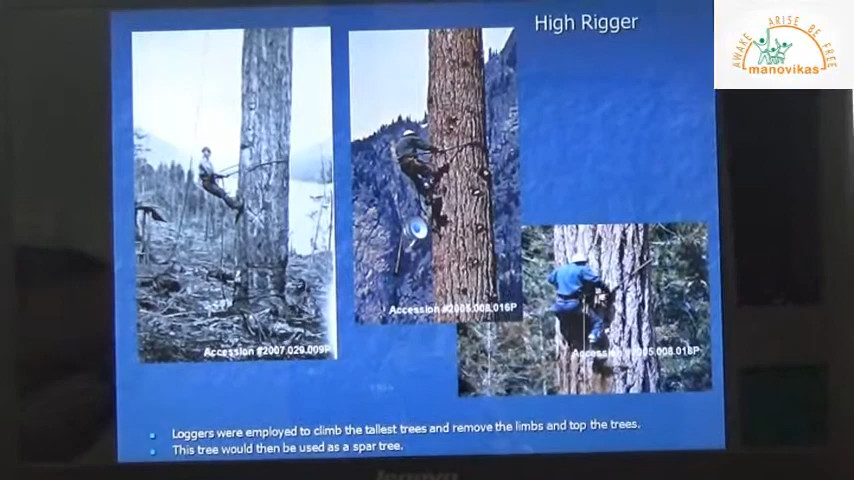 High Rigger
AWAKE ARISE BE FREE
manovikas
Accession #2007.029.009P
Accession #2005.008.016P
Accession #2005.008.018P
Loggers were employed to climb the tallest trees and remove the limbs and top the trees.
This tree would then be used as a spar tree.
lenovo